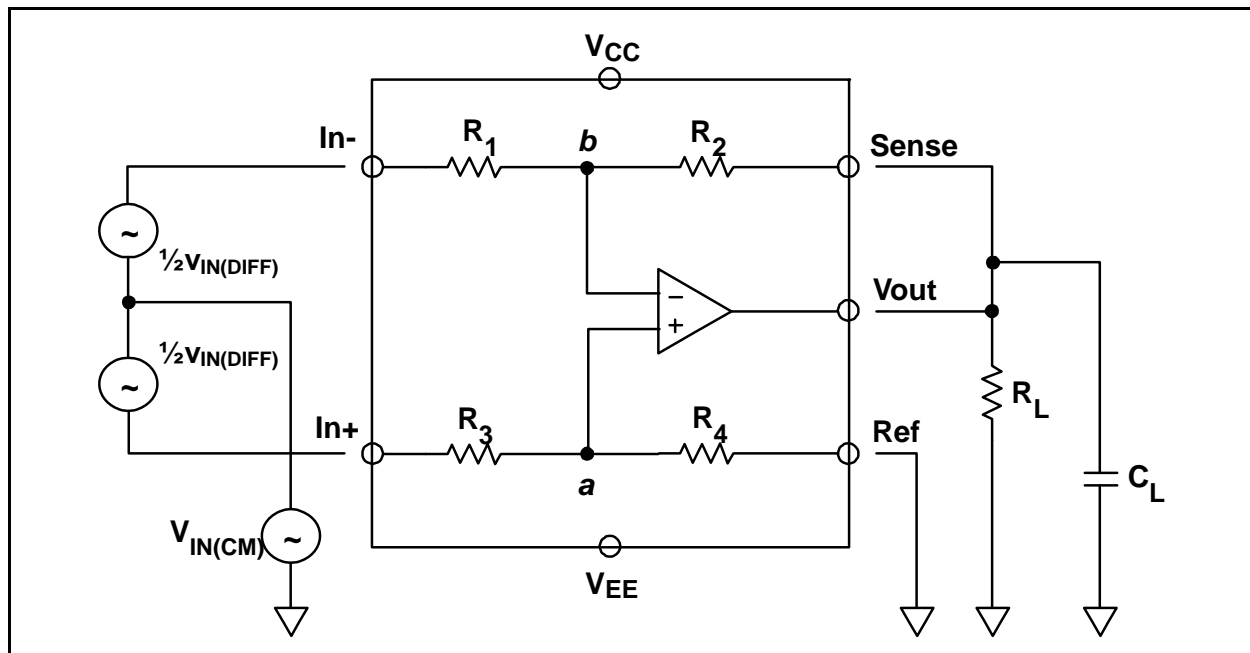 VCC
In-
R1
b
R2
Sense
~
½vIN(DIFF)
−
+
Vout
½vIN(DIFF)
~
RL
In+
R3
a
R4
Ref
CL
VIN(CM)
~
VEE